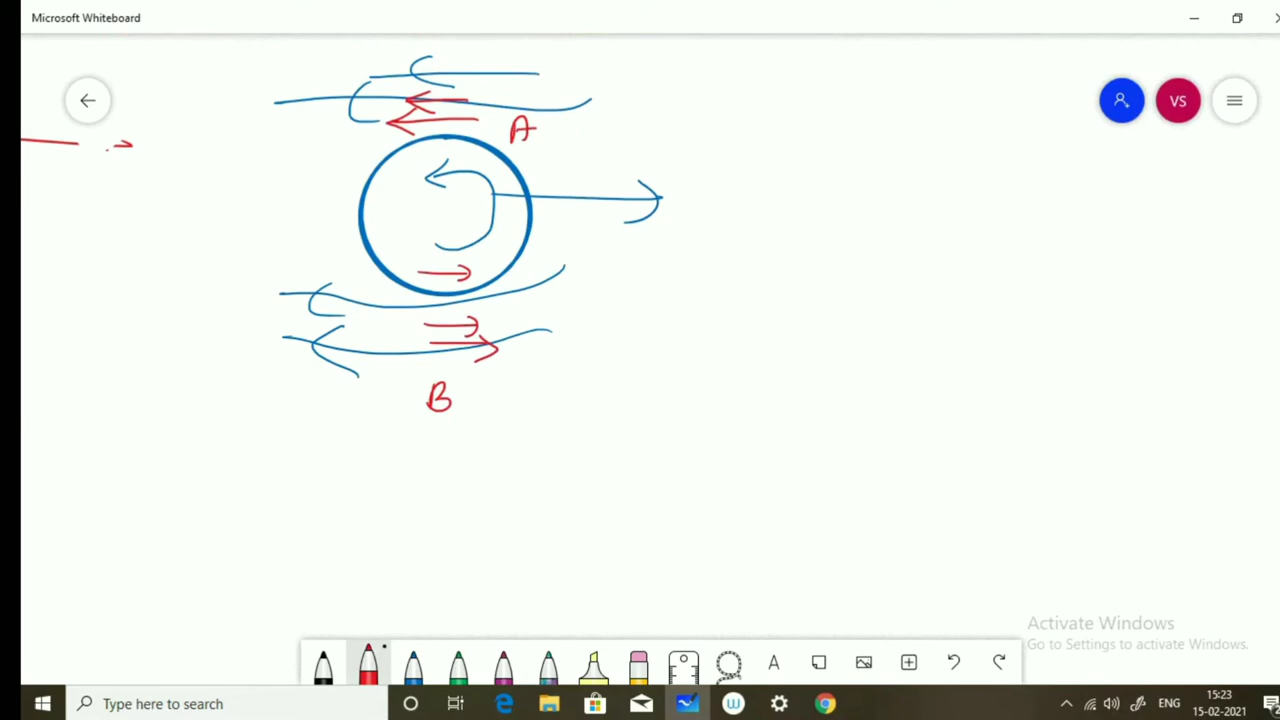 Microsoft Whiteboard
VS
A
B
Activate Windows
Go to Settings to activate Windows.
A
W
Type here to search
ENG
15:23
15-02-2021